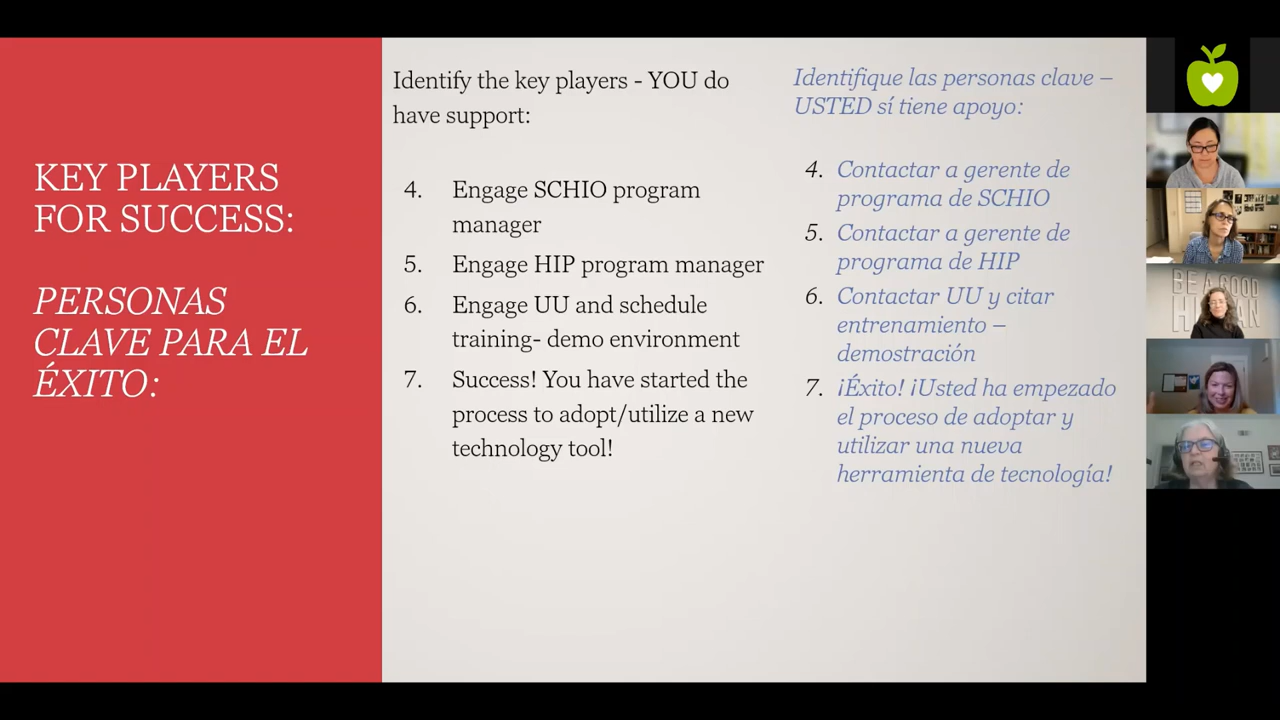 KEY PLAYERS
FOR SUCCESS:
PERSONAS
CLAVE PARA EL
ÉXITO:
Identify the key players - YOU do
have support:
4. Engage SCHIO program
manager
5. Engage HIP program manager
6. Engage UU and schedule
training- demo environment
7. Success! You have started the
process to adopt/utilize a new
technology tool!
Identifique las personas clave –
USTED sí tiene apoyo:
4. Contactar a gerente de
programa de SCHIO
5. Contactar a gerente de
programa de HIP
6. Contactar UU y citar
entrenamiento –
demostración
7. ¡Éxito! ¡Usted ha empezado
el proceso de adoptar y
utilizar una nueva
herramienta de tecnología!
BE A GOOD